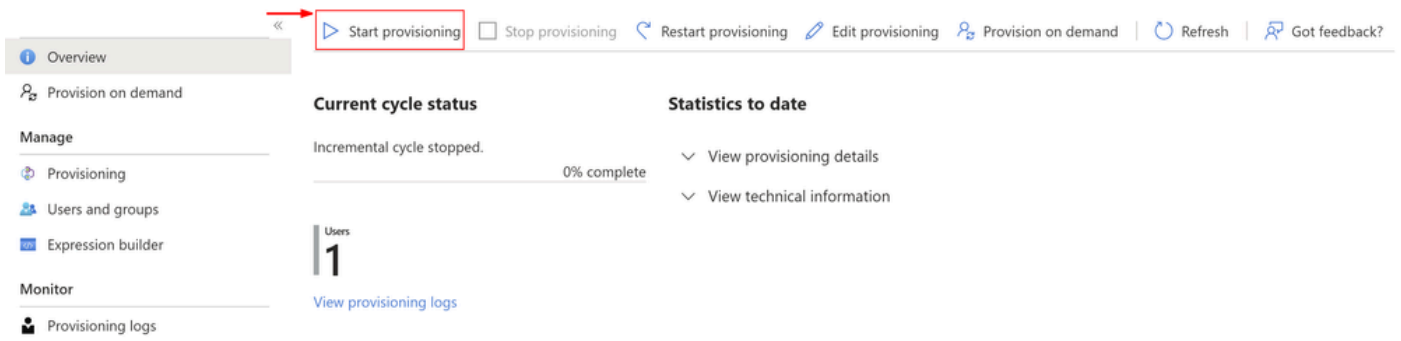 «
Overview
Provision on demand
Manage
Provisioning
Users and groups
Expression builder
Monitor
Provisioning logs
Start provisioning Stop provisioning Restart provisioning Edit provisioning Provision on demand Refresh Got feedback?
Current cycle status
Incremental cycle stopped.
0% complete
Users
1
View provisioning logs
Statistics to date
View provisioning details
View technical information